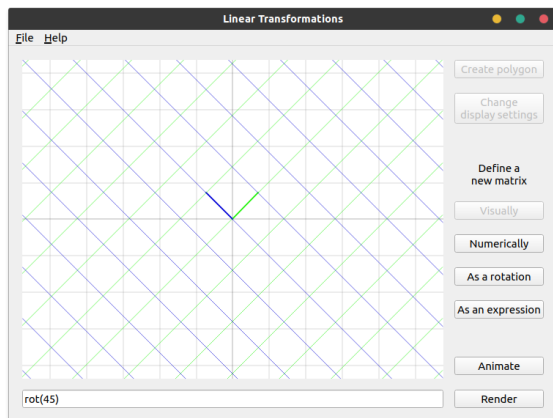 Linear Transformations
File Help
Create polygon
Change
display settings
Define a
new matrix
Visually
Numerically
As a rotation
As an expression
Animate
rot(45)
Render